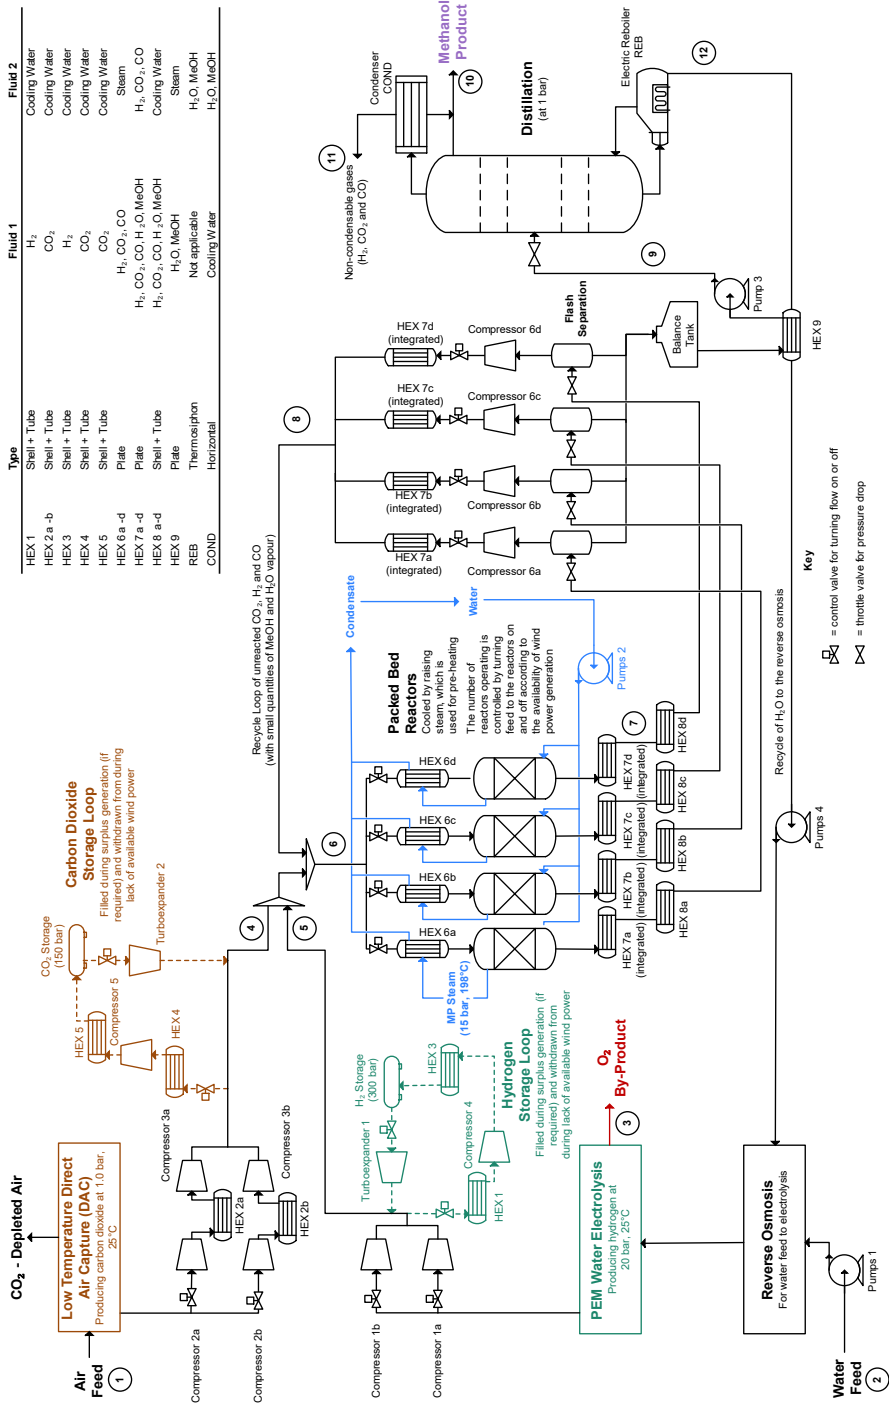 Type Fluid 1 Fluid 2
HEX 1 Shell + Tube H₂ Cooling Water
HEX 2 a -b Shell + Tube CO₂ Cooling Water
HEX 3 Shell + Tube H₂ Cooling Water
HEX 4 Shell + Tube CO₂ Cooling Water
HEX 5 Shell + Tube CO₂ Cooling Water
HEX 6 a -d Plate H₂, CO₂, CO Steam
HEX 7 a -d Plate H₂, CO₂, CO, H₂O, MeOH H₂, CO₂, CO
HEX 8 a-d Shell + Tube H₂, CO₂, CO, H₂O, MeOH Cooling Water
HEX 9 Plate H₂O, MeOH Steam
REB Thermosiphon Not applicable H₂O, MeOH
COND Horizontal Cooling Water H₂O, MeOH
CO₂ - Depleted Air
Air
Feed
1
Low Temperature Direct
Air Capture (DAC)
Producing carbon dioxide at 1.0 bar,
25°C
Compressor 2a
Compressor 2b
HEX 2a
HEX 2b
Compressor 3a
Compressor 3b
Carbon Dioxide
Storage Loop
Filled during surplus generation (if
required) and withdrawn from during
lack of available wind power
CO₂ Storage
(150 bar)
HEX 5
Compressor 5
HEX 4
Turboexpander 2
4
5
6
Compressor 1b
Compressor 1a
Turboexpander 1
H₂ Storage
(300 bar)
HEX 3
Compressor 4
HEX 1
Hydrogen
Storage Loop
Filled during surplus generation (if
required) and withdrawn from
during lack of available wind power
PEM Water Electrolysis
Producing hydrogen at
20 bar, 25°C
3
O₂
By-Product
Reverse Osmosis
For water feed to electrolysis
Water
Feed
2
Pumps 1
Recycle Loop of unreacted CO₂, H₂ and CO
(with small quantities of MeOH and H₂O vapour)
8
Condensate
Water
Packed Bed
Reactors
Cooled by raising
steam, which is
used for pre-heating
The number of
reactors operating is
controlled by turning
feed to the reactors on
and off according to
the availability of wind
power generation
Pumps 2
HEX 6a
HEX 6b
HEX 6c
HEX 6d
MP Steam
(15 bar, 198°C)
HEX 7a
(integrated)
HEX 7b
(integrated)
HEX 7c
(integrated)
HEX 7d
(integrated)
7
HEX 8a
HEX 8b
HEX 8c
HEX 8d
HEX 7a
(integrated)
HEX 7b
(integrated)
HEX 7c
(integrated)
HEX 7d
(integrated)
Compressor 6a
Compressor 6b
Compressor 6c
Compressor 6d
Flash
Separation
Balance
Tank
HEX 9
Pump 3
9
Non-condensable gases
(H₂, CO₂ and CO)
11
Condenser
COND
Methanol
Product
10
Distillation
(at 1 bar)
Electric Reboiler
REB
12
Recycle of H₂O to the reverse osmosis
Pumps 4
Key
= control valve for turning flow on or off
= throttle valve for pressure drop